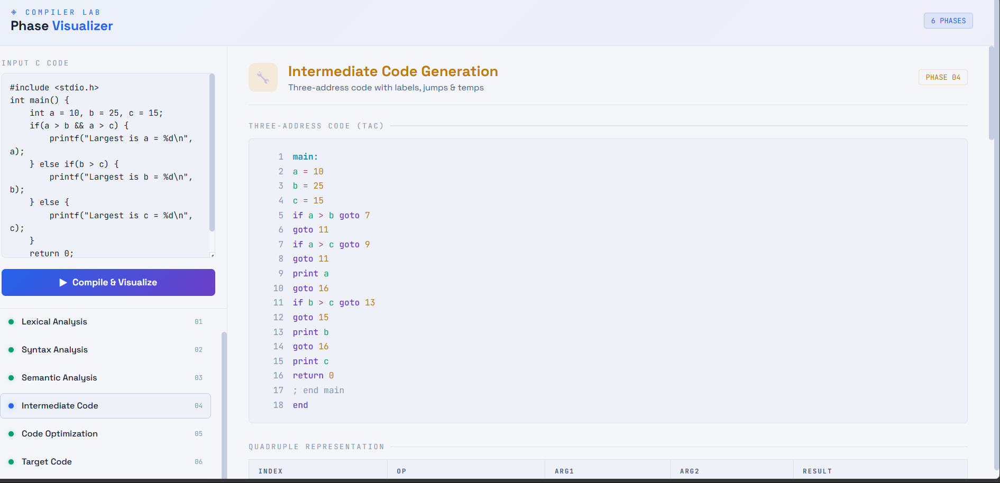 ◈ COMPILER LAB
Phase Visualizer
6 PHASES
INPUT C CODE
#include <stdio.h>
int main() {
    int a = 10, b = 25, c = 15;
    if(a > b && a > c) {
        printf("Largest is a = %d\n",
a);
    } else if(b > c) {
        printf("Largest is b = %d\n",
b);
    } else {
        printf("Largest is c = %d\n",
c);
    }
    return 0;
▶ Compile & Visualize
Lexical Analysis 01
Syntax Analysis 02
Semantic Analysis 03
Intermediate Code 04
Code Optimization 05
Target Code 06
Intermediate Code Generation
Three-address code with labels, jumps & temps
PHASE 04
THREE-ADDRESS CODE (TAC)
1 main:
2 a = 10
3 b = 25
4 c = 15
5 if a > b goto 7
6 goto 11
7 if a > c goto 9
8 goto 11
9 print a
10 goto 16
11 if b > c goto 13
12 goto 15
13 print b
14 goto 16
15 print c
16 return 0
17 ; end main
18 end
QUADRUPLE REPRESENTATION
INDEX OP ARG1 ARG2 RESULT